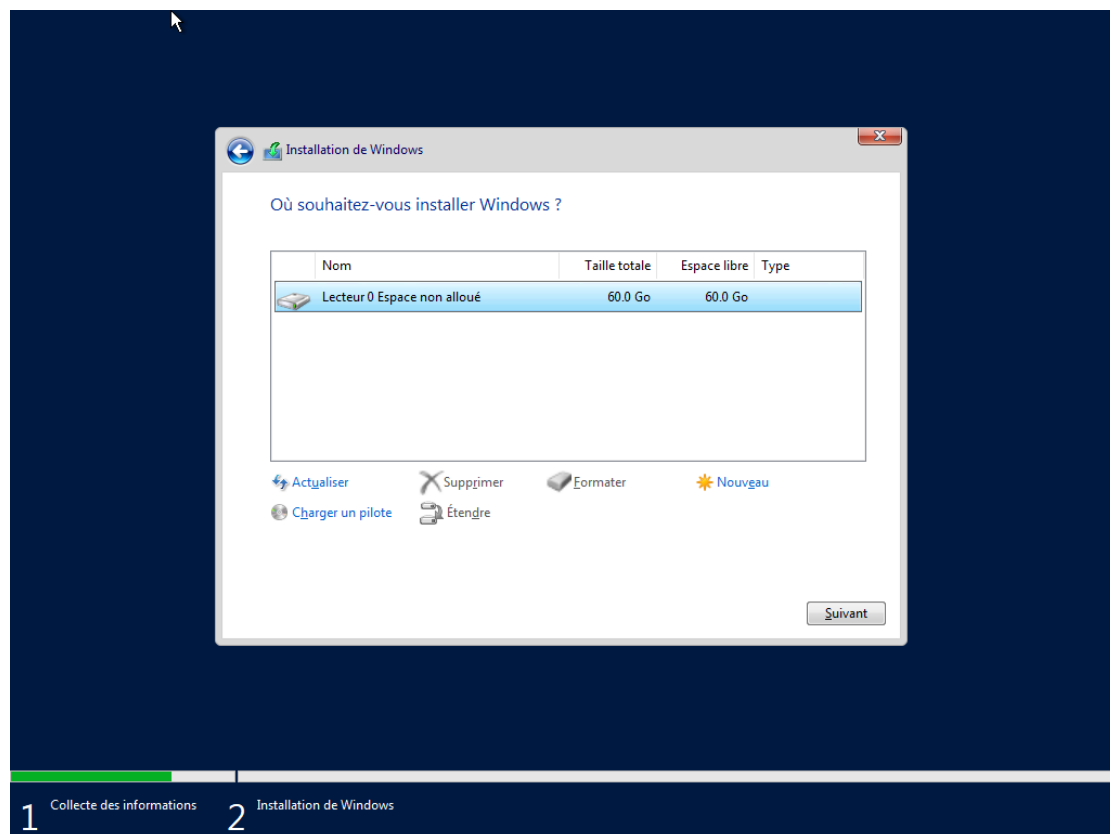 Installation de Windows
Où souhaitez-vous installer Windows ?
Nom Taille totale Espace libre Type
Lecteur 0 Espace non alloué 60.0 Go 60.0 Go
Actualiser Supprimer Formater Nouveau
Charger un pilote Étendre
Suivant
1 Collecte des informations 2 Installation de Windows